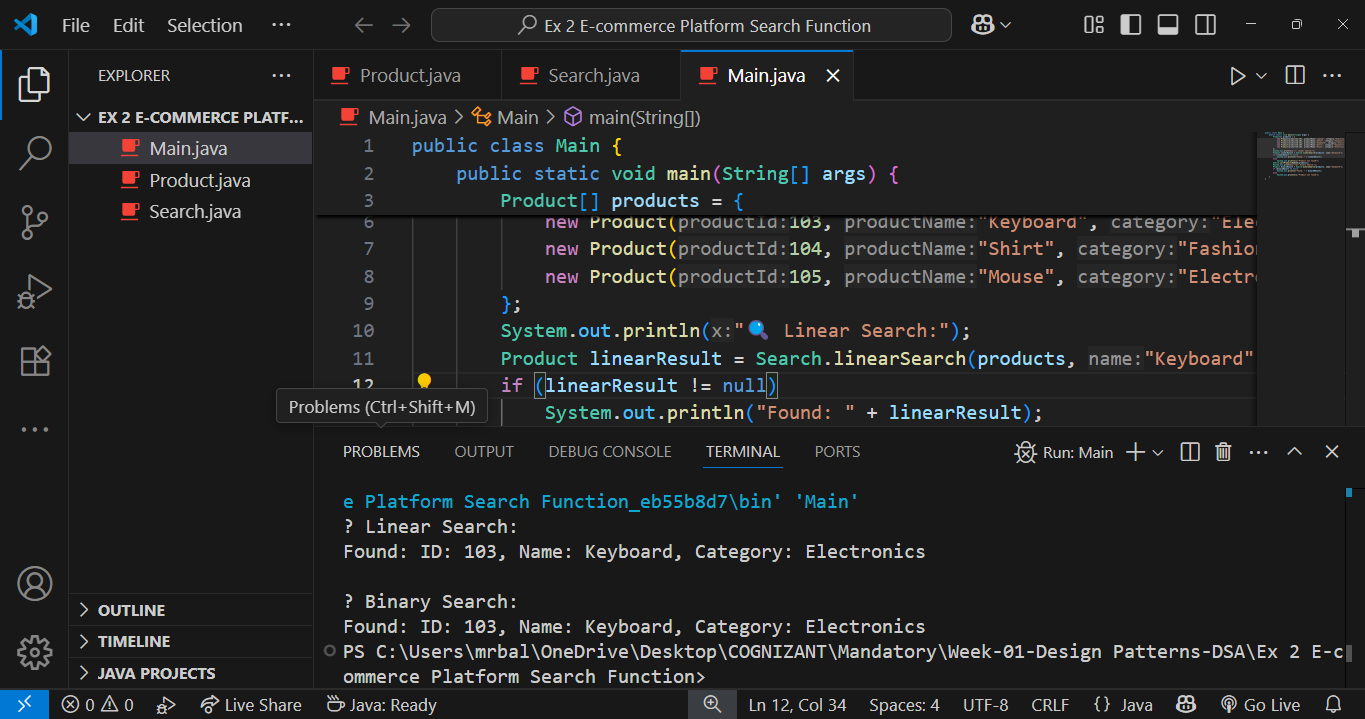 File Edit Selection ···
Ex 2 E-commerce Platform Search Function
EXPLORER ···
EX 2 E-COMMERCE PLATF...
Main.java
Product.java
Search.java
OUTLINE
TIMELINE
JAVA PROJECTS
Product.java Search.java Main.java
Main.java > Main > main(String[])
1 public class Main {
2 public static void main(String[] args) {
3 Product[] products = {
6 new Product(productId:103, productName:"Keyboard", category:"Ele
7 new Product(productId:104, productName:"Shirt", category:"Fashion
8 new Product(productId:105, productName:"Mouse", category:"Electro
9 };
10 System.out.println(x:"🔍 Linear Search:");
11 Product linearResult = Search.linearSearch(products, name:"Keyboard"
12 if (linearResult != null)
System.out.println("Found: " + linearResult);
Problems (Ctrl+Shift+M)
PROBLEMS OUTPUT DEBUG CONSOLE TERMINAL PORTS Run: Main
e Platform Search Function_eb55b8d7\bin' 'Main'
? Linear Search:
Found: ID: 103, Name: Keyboard, Category: Electronics
? Binary Search:
Found: ID: 103, Name: Keyboard, Category: Electronics
PS C:\Users\mrbal\OneDrive\Desktop\COGNIZANT\Mandatory\Week-01-Design Patterns-DSA\Ex 2 E-c
ommerce Platform Search Function>
0 0 Live Share Java: Ready Ln 12, Col 34 Spaces: 4 UTF-8 CRLF {} Java Go Live